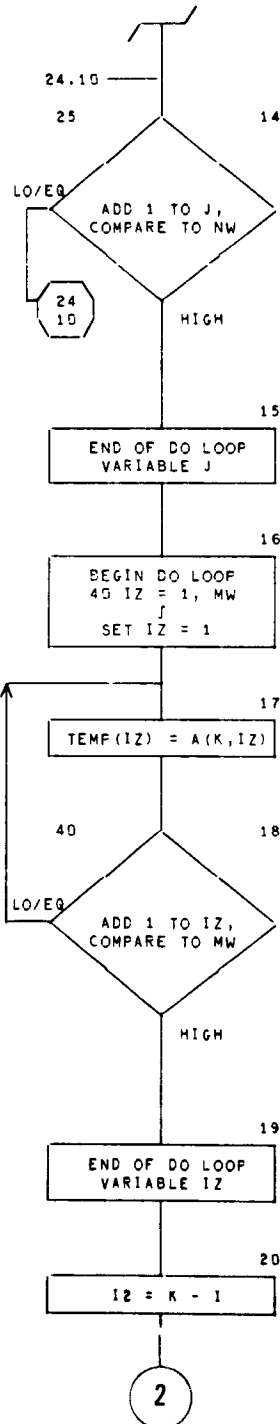 24.10
25 14
LO/EQ
ADD 1 TO J,
COMPARE TO NW
24
10
HIGH
15
END OF DO LOOP
VARIABLE J
16
BEGIN DO LOOP
40 IZ = 1, MW
∫
SET IZ = 1
17
TEMP(IZ) = A(K,IZ)
40 18
LO/EQ
ADD 1 TO IZ,
COMPARE TO MW
HIGH
19
END OF DO LOOP
VARIABLE IZ
20
I2 = K - I
2